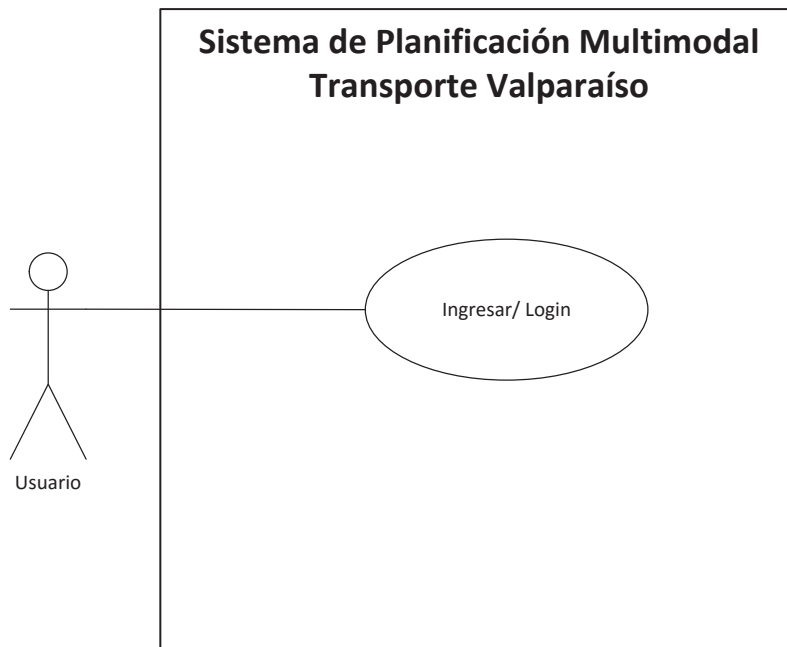 Sistema de Planificación Multimodal
Transporte Valparaíso
Ingresar/ Login
Usuario